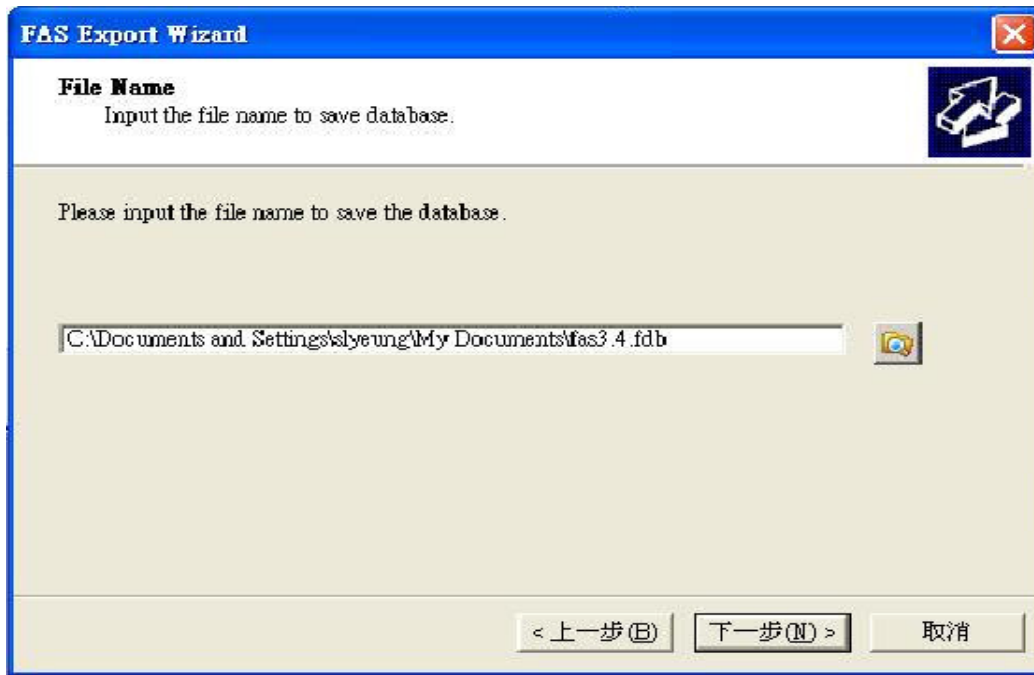 FAS Export Wizard
File Name
Input the file name to save database.
Please input the file name to save the database.
C:\Documents and Settings\slyeung\My Documents\fas3.4.fdb
< 上一步(B)
下一步(N) >
取消